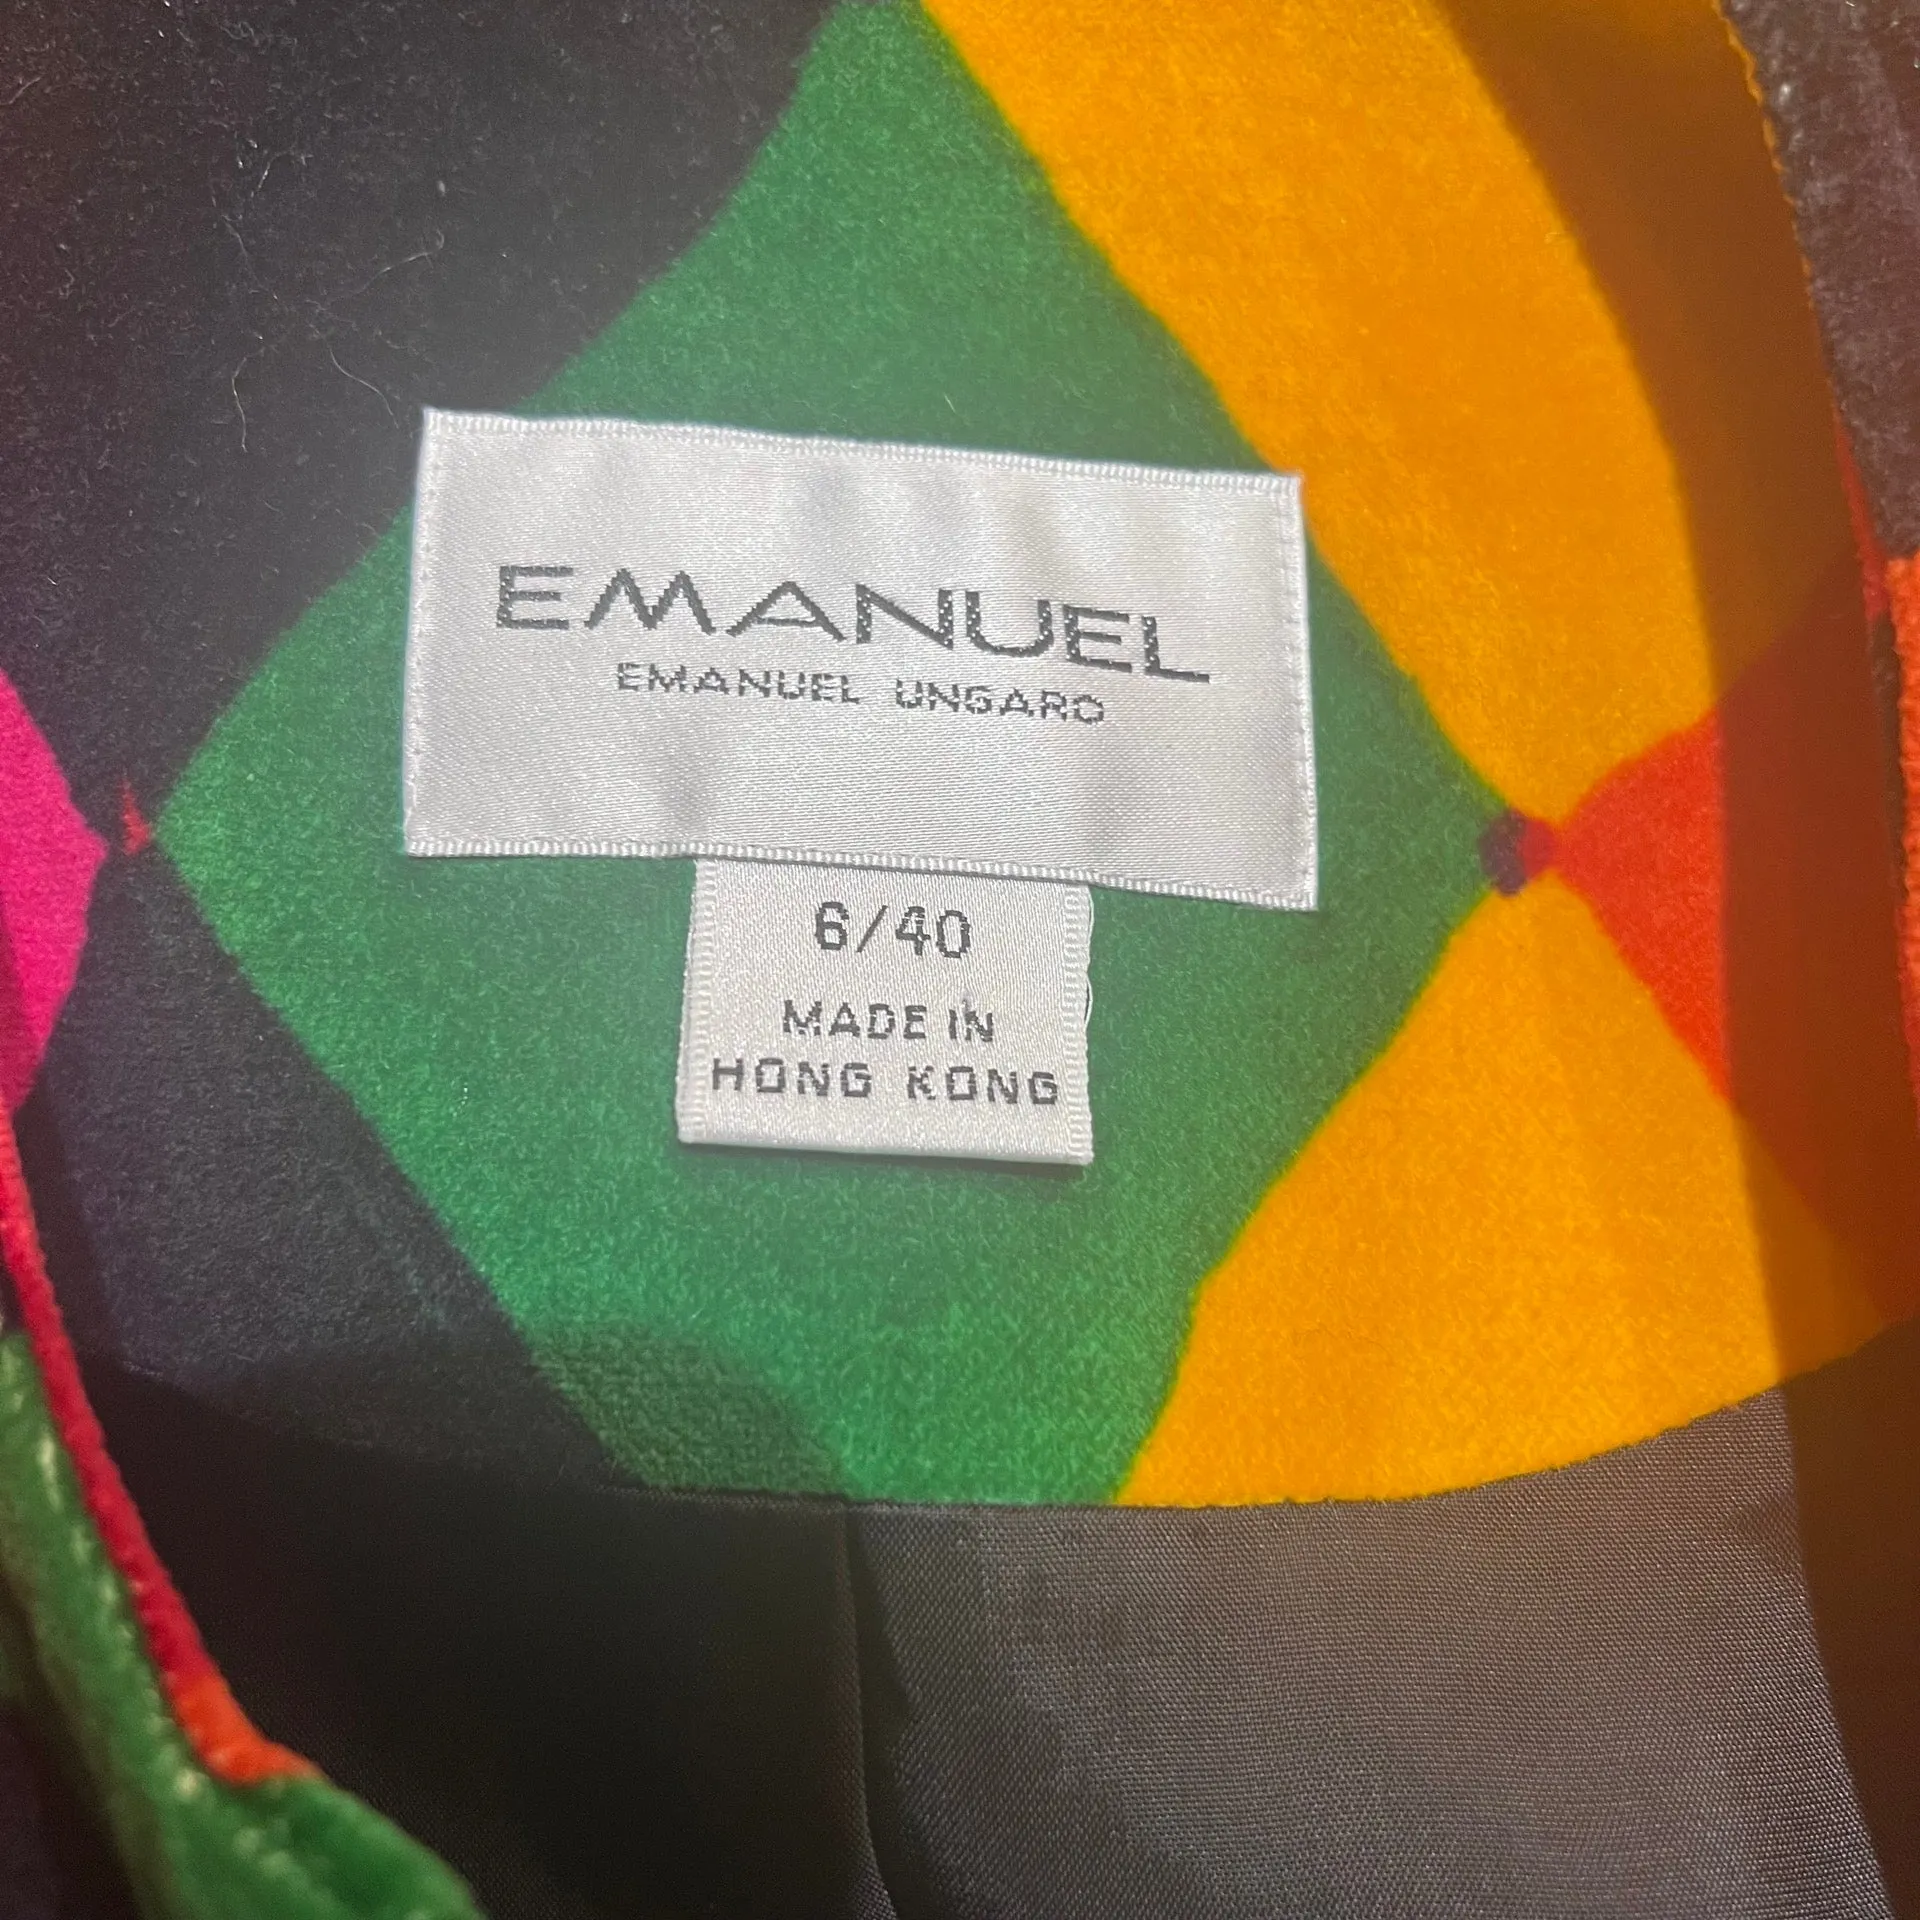 EMANUEL
EMANUEL UNGARO
6/40
MADE IN
HONG KONG